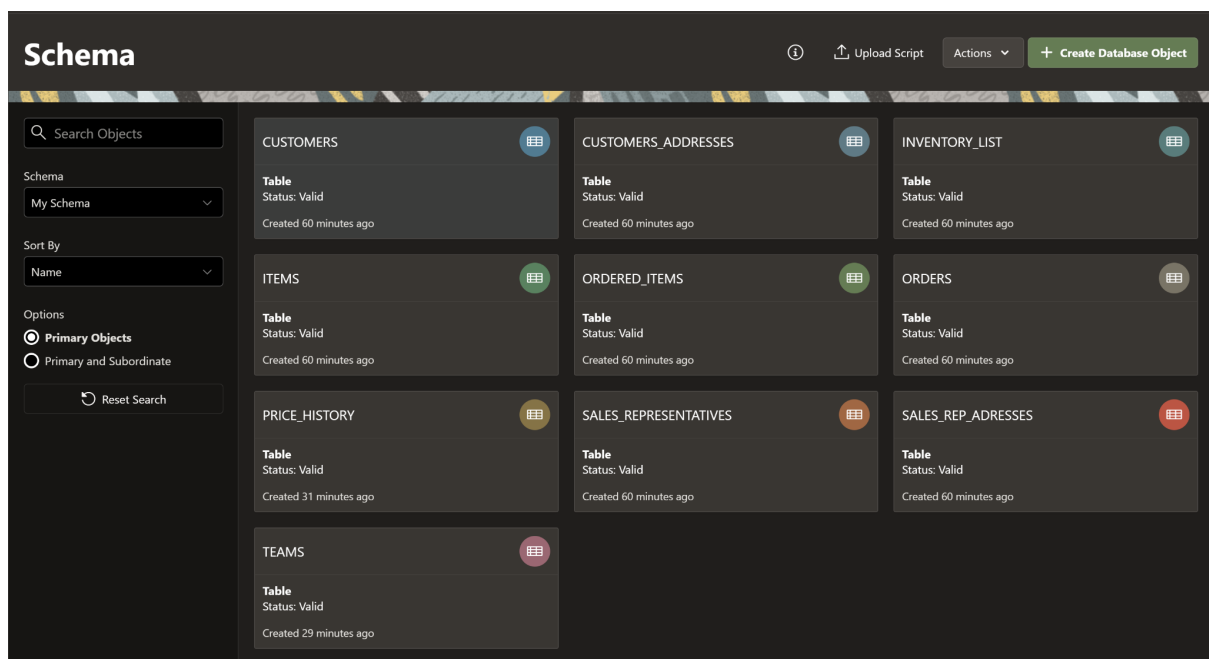 Schema
Upload Script
Actions
Create Database Object
Search Objects
Schema
My Schema
Sort By
Name
Options
Primary Objects
Primary and Subordinate
Reset Search
CUSTOMERS
Table
Status: Valid
Created 60 minutes ago
CUSTOMERS_ADDRESSES
Table
Status: Valid
Created 60 minutes ago
INVENTORY_LIST
Table
Status: Valid
Created 60 minutes ago
ITEMS
Table
Status: Valid
Created 60 minutes ago
ORDERED_ITEMS
Table
Status: Valid
Created 60 minutes ago
ORDERS
Table
Status: Valid
Created 60 minutes ago
PRICE_HISTORY
Table
Status: Valid
Created 31 minutes ago
SALES_REPRESENTATIVES
Table
Status: Valid
Created 60 minutes ago
SALES_REP_ADRESSES
Table
Status: Valid
Created 60 minutes ago
TEAMS
Table
Status: Valid
Created 29 minutes ago